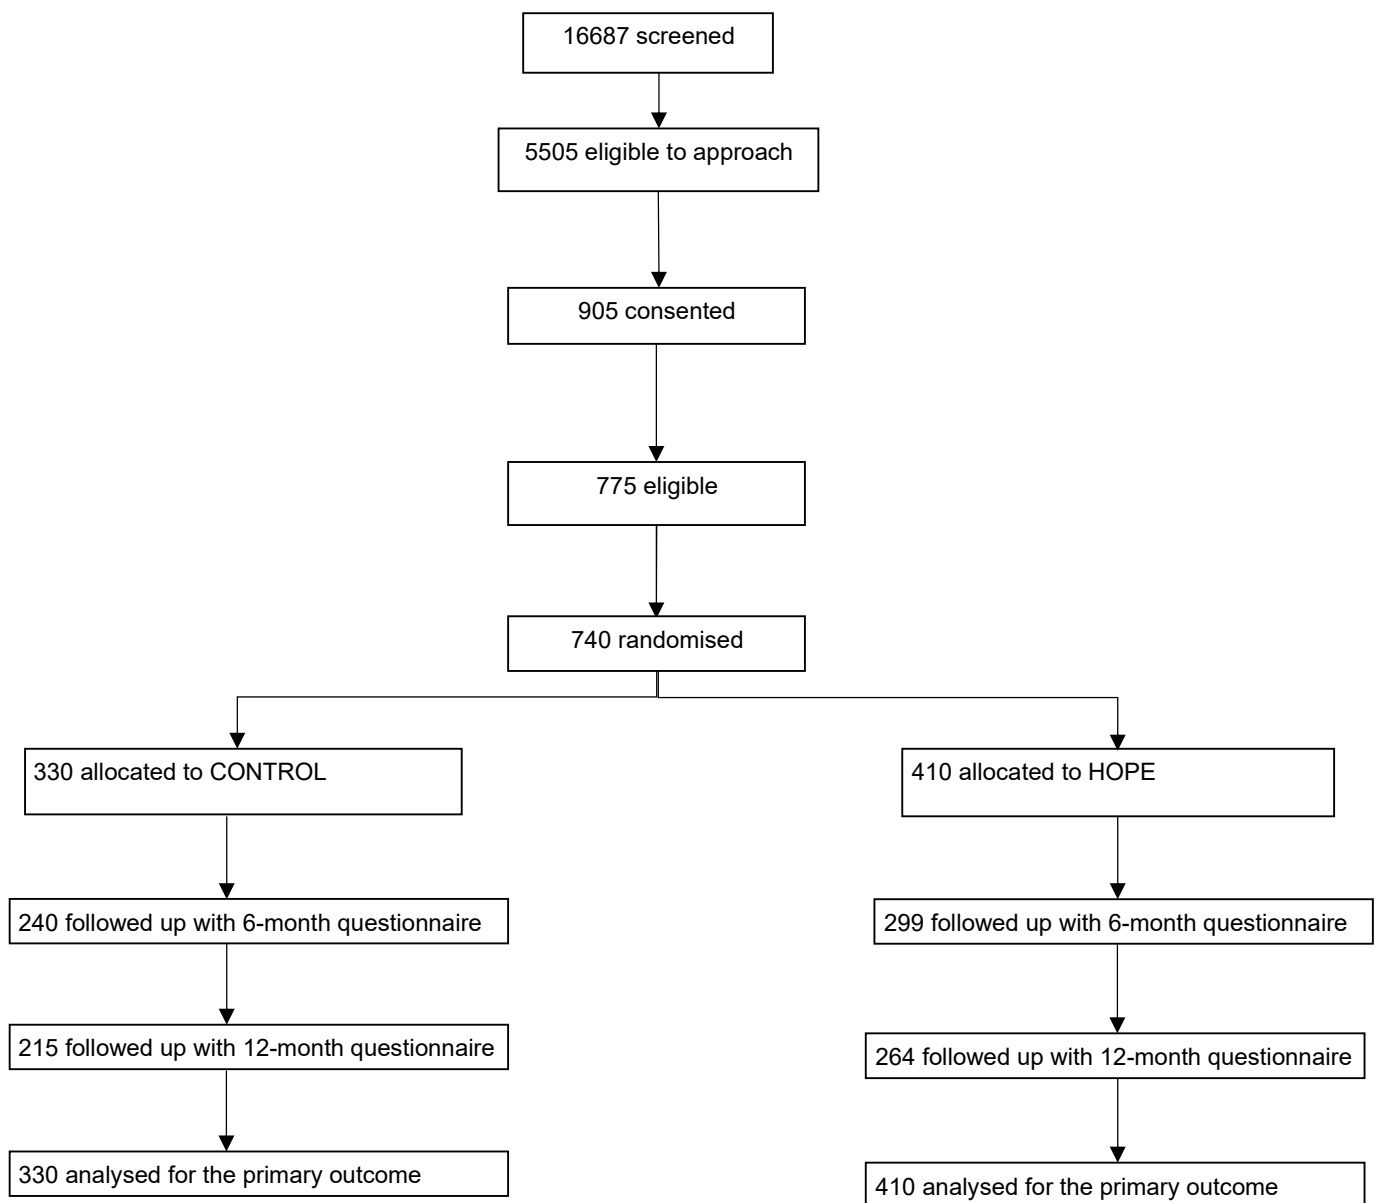 16687 screened
5505 eligible to approach
905 consented
775 eligible
740 randomised
330 allocated to CONTROL
410 allocated to HOPE
240 followed up with 6-month questionnaire
299 followed up with 6-month questionnaire
215 followed up with 12-month questionnaire
264 followed up with 12-month questionnaire
330 analysed for the primary outcome
410 analysed for the primary outcome